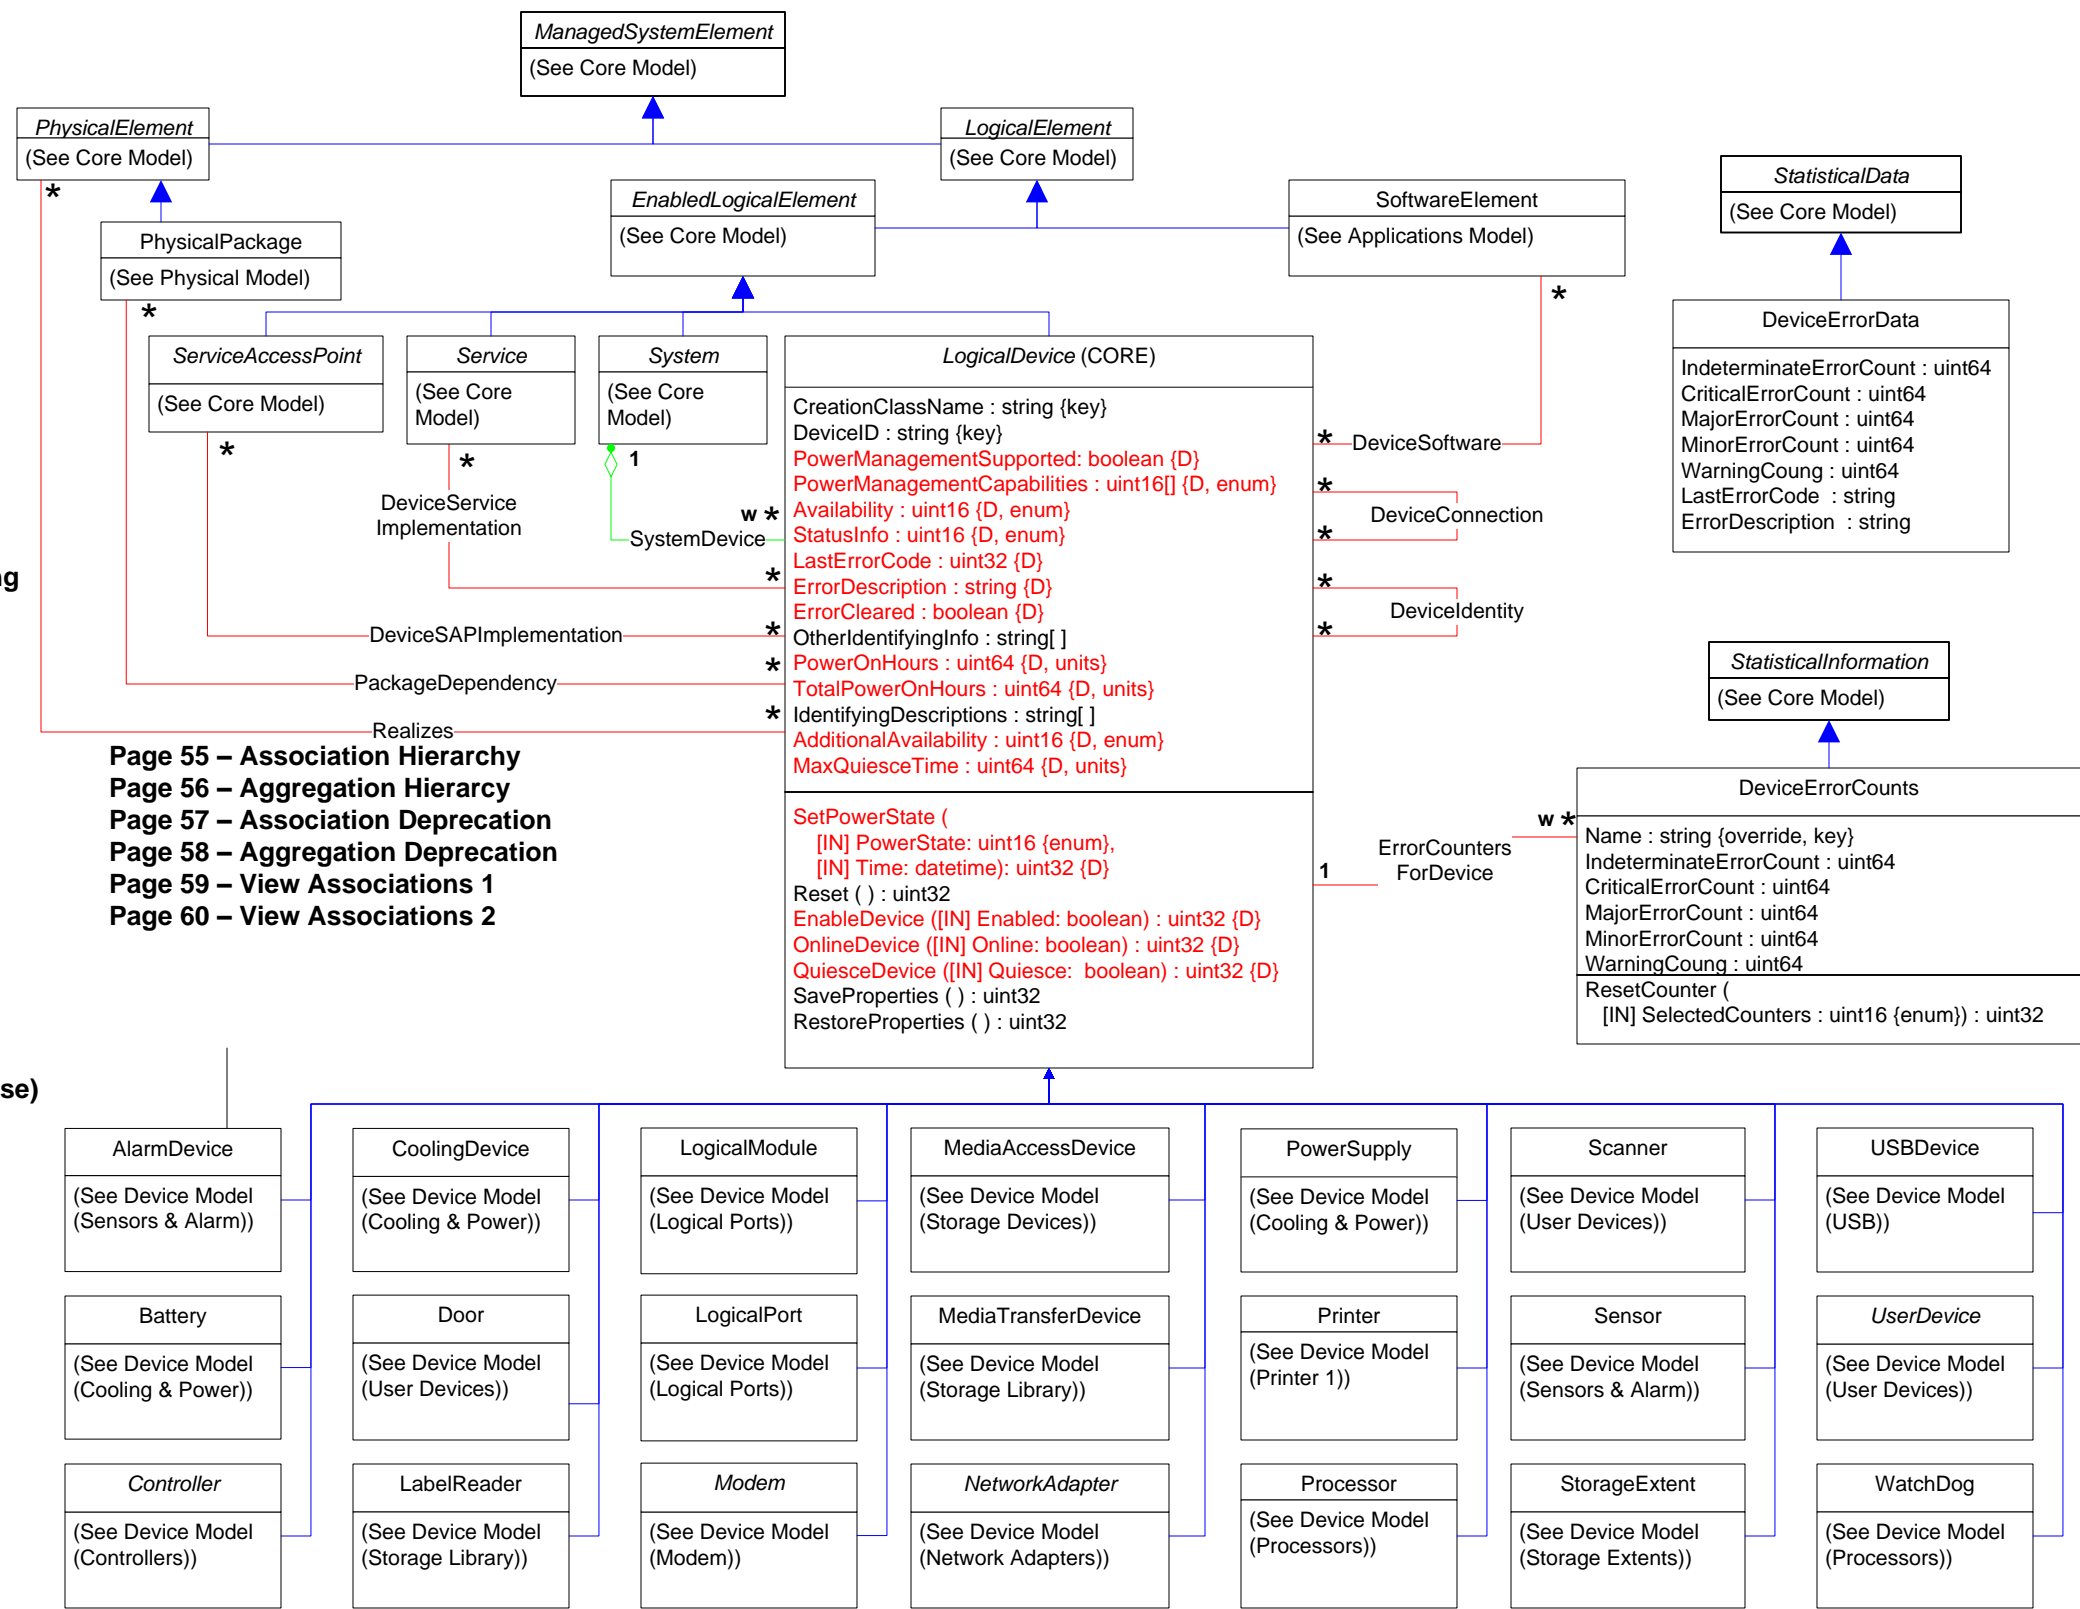 ManagedSystemElement
(See Core Model)
PhysicalElement
(See Core Model)
LogicalElement
(See Core Model)
*
PhysicalPackage
(See Physical Model)
*
EnabledLogicalElement
(See Core Model)
SoftwareElement
(See Applications Model)
*
StatisticalData
(See Core Model)
DeviceErrorData
IndeterminateErrorCount : uint64
CriticalErrorCount : uint64
MajorErrorCount : uint64
MinorErrorCount : uint64
WarningCoung : uint64
LastErrorCode : string
ErrorDescription : string
ServiceAccessPoint
(See Core Model)
*
Service
(See Core
Model)
*
System
(See Core
Model)
1
LogicalDevice (CORE)
CreationClassName : string {key}
DeviceID : string {key}
PowerManagementSupported: boolean {D}
PowerManagementCapabilities : uint16[] {D, enum}
Availability : uint16 {D, enum}
StatusInfo : uint16 {D, enum}
LastErrorCode : uint32 {D}
ErrorDescription : string {D}
ErrorCleared : boolean {D}
OtherIdentifyingInfo : string[ ]
PowerOnHours : uint64 {D, units}
TotalPowerOnHours : uint64 {D, units}
IdentifyingDescriptions : string[ ]
AdditionalAvailability : uint16 {D, enum}
MaxQuiesceTime : uint64 {D, units}
SetPowerState (
[IN] PowerState: uint16 {enum},
[IN] Time: datetime): uint32 {D}
Reset ( ) : uint32
EnableDevice ([IN] Enabled: boolean) : uint32 {D}
OnlineDevice ([IN] Online: boolean) : uint32 {D}
QuiesceDevice ([IN] Quiesce: boolean) : uint32 {D}
SaveProperties ( ) : uint32
RestoreProperties ( ) : uint32
DeviceService
Implementation
*
w *
SystemDevice
DeviceSAPImplementation
*
PackageDependency
*
Realizes
*
* DeviceSoftware
*
DeviceConnection
*
*
DeviceIdentity
*
ng
Page 55 – Association Hierarchy
Page 56 – Aggregation Hierarcy
Page 57 – Association Deprecation
Page 58 – Aggregation Deprecation
Page 59 – View Associations 1
Page 60 – View Associations 2
StatisticalInformation
(See Core Model)
DeviceErrorCounts
Name : string {override, key}
IndeterminateErrorCount : uint64
CriticalErrorCount : uint64
MajorErrorCount : uint64
MinorErrorCount : uint64
WarningCoung : uint64
ResetCounter (
[IN] SelectedCounters : uint16 {enum}) : uint32
w *
ErrorCounters
ForDevice
1
se)
AlarmDevice
(See Device Model
(Sensors & Alarm))
CoolingDevice
(See Device Model
(Cooling & Power))
LogicalModule
(See Device Model
(Logical Ports))
MediaAccessDevice
(See Device Model
(Storage Devices))
PowerSupply
(See Device Model
(Cooling & Power))
Scanner
(See Device Model
(User Devices))
USBDevice
(See Device Model
(USB))
Battery
(See Device Model
(Cooling & Power))
Door
(See Device Model
(User Devices))
LogicalPort
(See Device Model
(Logical Ports))
MediaTransferDevice
(See Device Model
(Storage Library))
Printer
(See Device Model
(Printer 1))
Sensor
(See Device Model
(Sensors & Alarm))
UserDevice
(See Device Model
(User Devices))
Controller
(See Device Model
(Controllers))
LabelReader
(See Device Model
(Storage Library))
Modem
(See Device Model
(Modem))
NetworkAdapter
(See Device Model
(Network Adapters))
Processor
(See Device Model
(Processors))
StorageExtent
(See Device Model
(Storage Extents))
WatchDog
(See Device Model
(Processors))